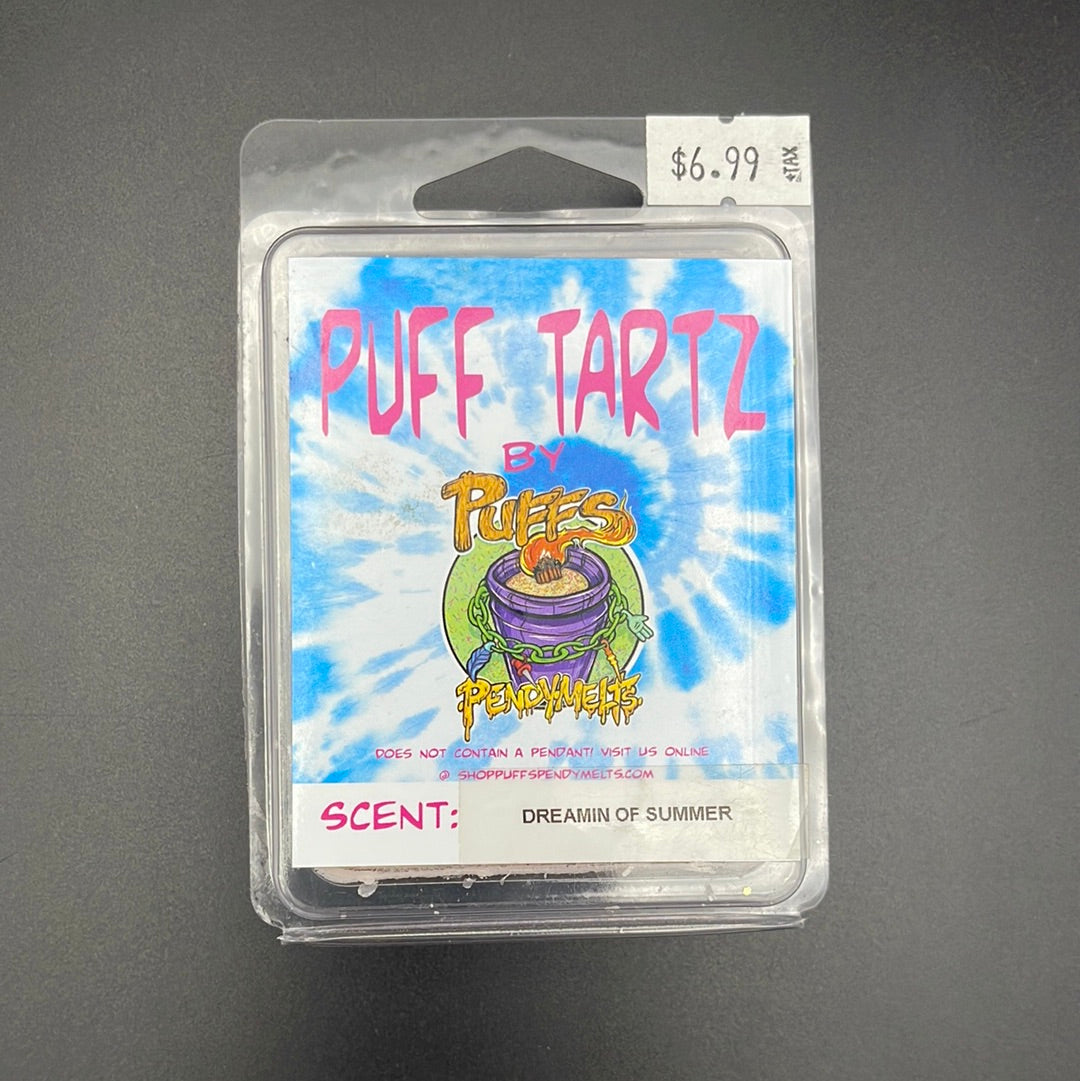 $6.99 +TAX
PUFF TARTZ
BY
PUFFS
PENDYMELTS
DOES NOT CONTAIN A PENDANT! VISIT US ONLINE
@ SHOPPUFFSPENDYMELTS.COM
SCENT: DREAMIN OF SUMMER